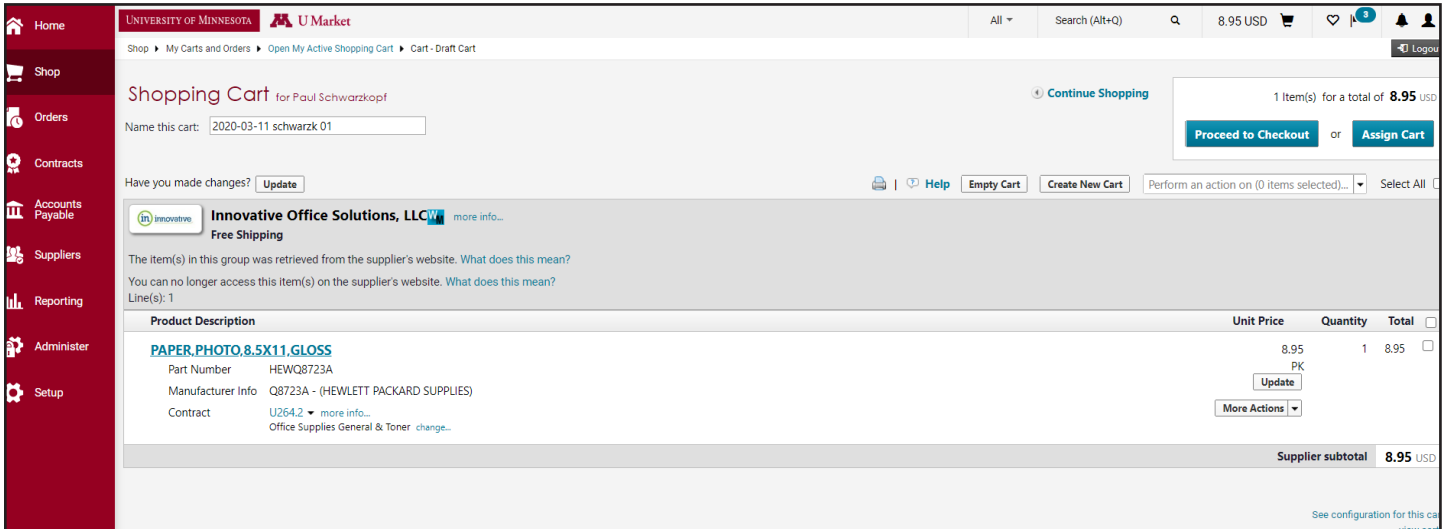 Home
UNIVERSITY OF MINNESOTA M U Market All Search (Alt+Q) 8.95 USD 3
Shop My Carts and Orders Open My Active Shopping Cart Cart - Draft Cart Logou
Shop
Orders
Contracts
Accounts
Payable
Suppliers
Reporting
Administer
Setup
Shopping Cart for Paul Schwarzkopf
Continue Shopping
1 Item(s) for a total of 8.95 USD
Name this cart: 2020-03-11 schwarzk 01
Proceed to Checkout or Assign Cart
Have you made changes? Update | Help Empty Cart Create New Cart Perform an action on (0 items selected)... Select All
in innovative Innovative Office Solutions, LLC W more info...
Free Shipping
The item(s) in this group was retrieved from the supplier's website. What does this mean?
You can no longer access this item(s) on the supplier's website. What does this mean?
Line(s): 1
Product Description Unit Price Quantity Total
PAPER,PHOTO,8.5X11,GLOSS 8.95 1 8.95
Part Number HEWQ8723A PK
Manufacturer Info Q8723A - (HEWLETT PACKARD SUPPLIES) Update
Contract U264.2 more info... More Actions
Office Supplies General & Toner change...
Supplier subtotal 8.95 USD
See configuration for this car